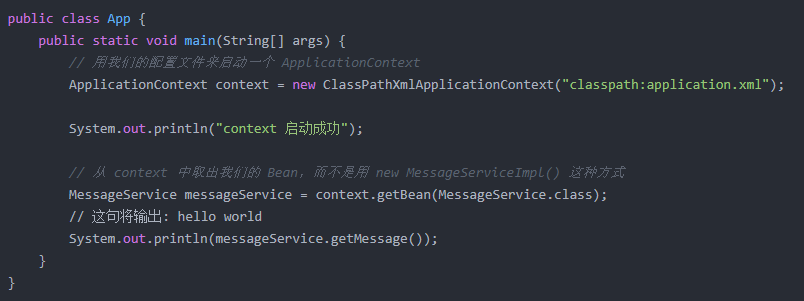 public class App {
    public static void main(String[] args) {
        // 用我们的配置文件来启动一个 ApplicationContext
        ApplicationContext context = new ClassPathXmlApplicationContext("classpath:application.xml");
        System.out.println("context 启动成功");
        // 从 context 中取出我们的 Bean，而不是用 new MessageServiceImpl() 这种方式
        MessageService messageService = context.getBean(MessageService.class);
        // 这句将输出: hello world
        System.out.println(messageService.getMessage());
    }
}